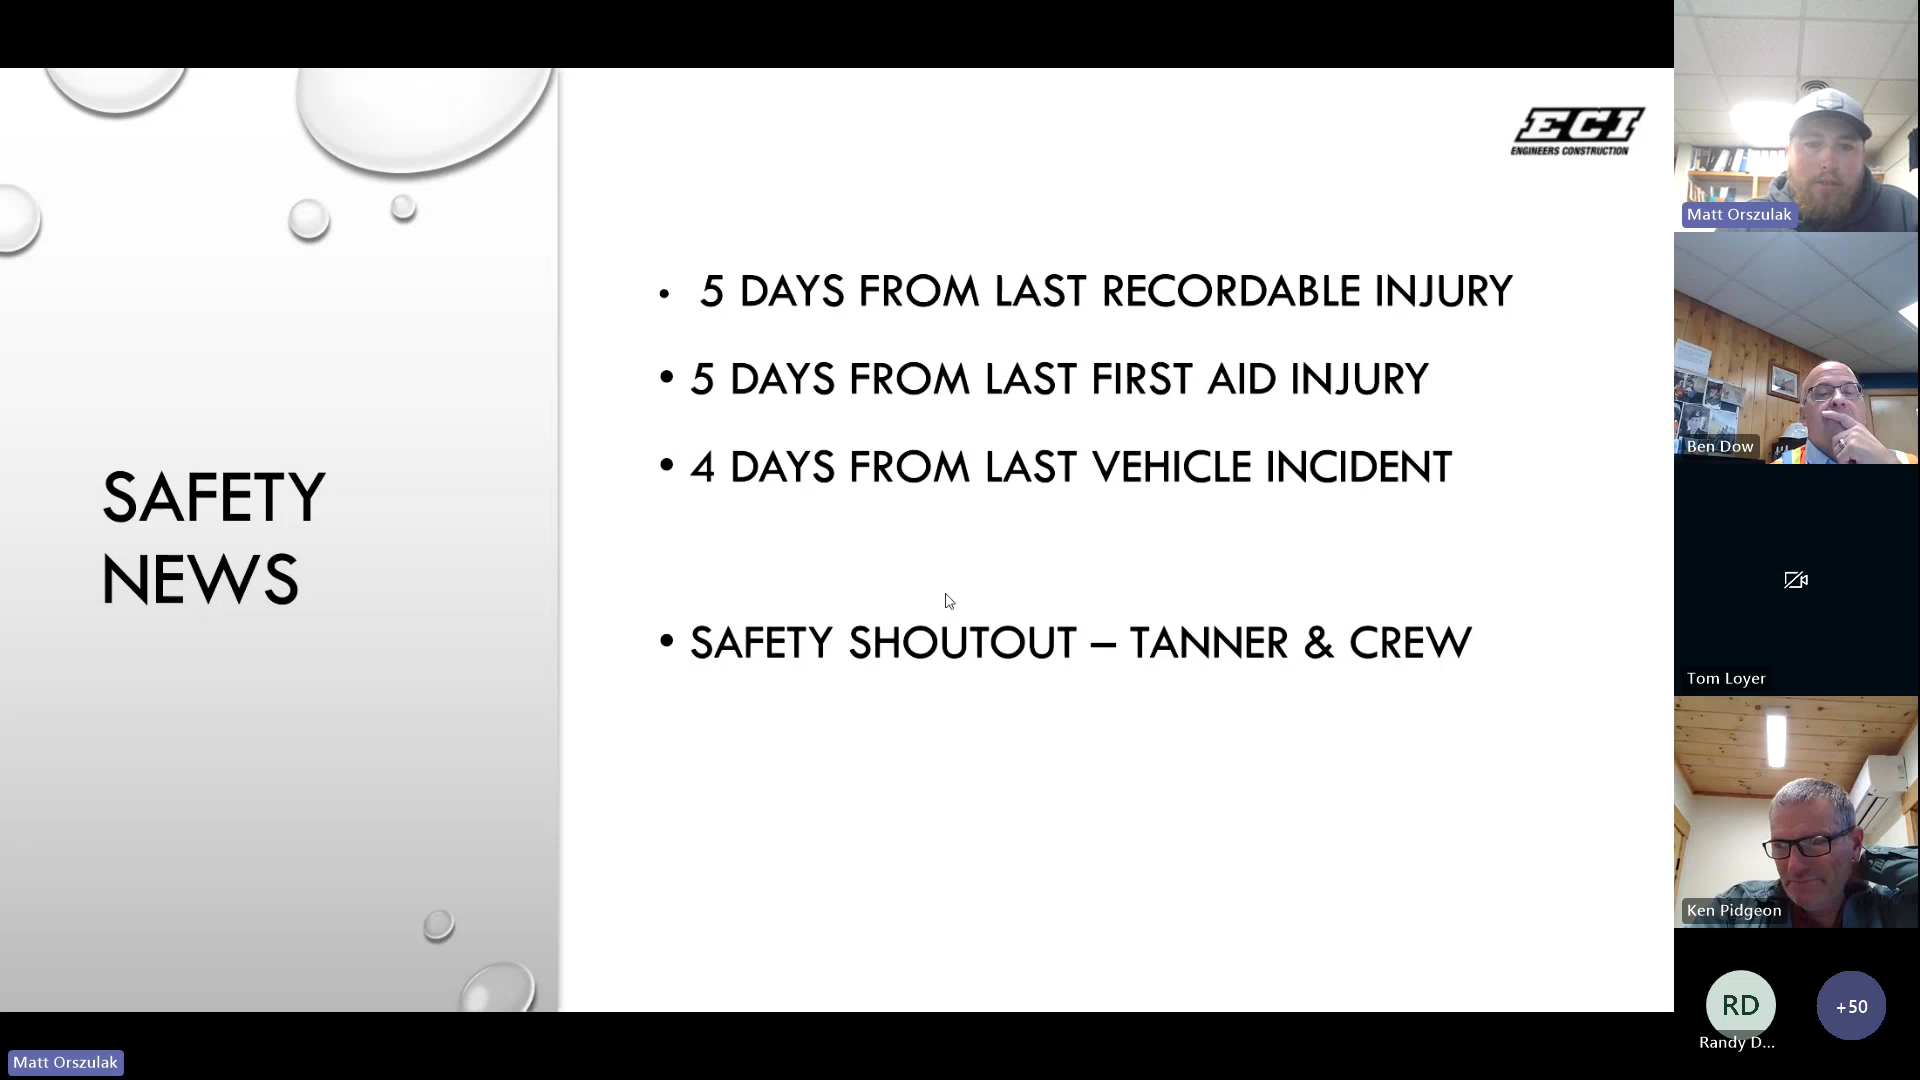 ECI
ENGINEERS CONSTRUCTION
SAFETY
NEWS
• 5 DAYS FROM LAST RECORDABLE INJURY
• 5 DAYS FROM LAST FIRST AID INJURY
• 4 DAYS FROM LAST VEHICLE INCIDENT
• SAFETY SHOUTOUT – TANNER & CREW
Matt Orszulak
Ben Dow
Tom Loyer
Ken Pidgeon
RD
+50
Randy D...
Matt Orszulak